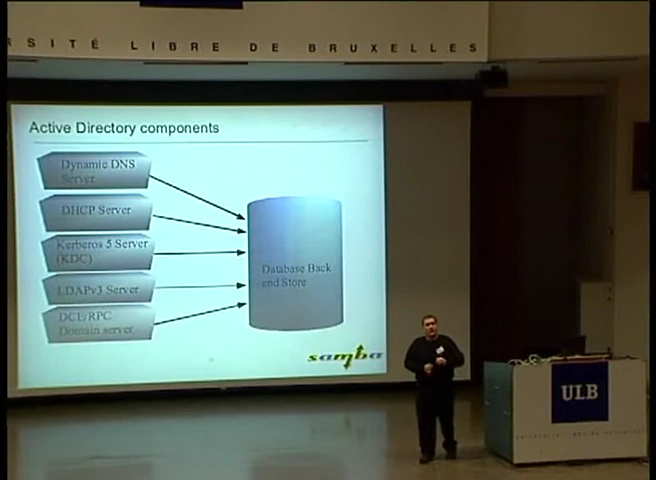 SITÉ LIBRE DE BRUXELLES
Active Directory components
Dynamic DNS
Server
DHCP Server
Kerberos 5 Server
(KDC)
LDAPv3 Server
DCE/RPC
Domain server
Database Back
end Store
samba
ULB